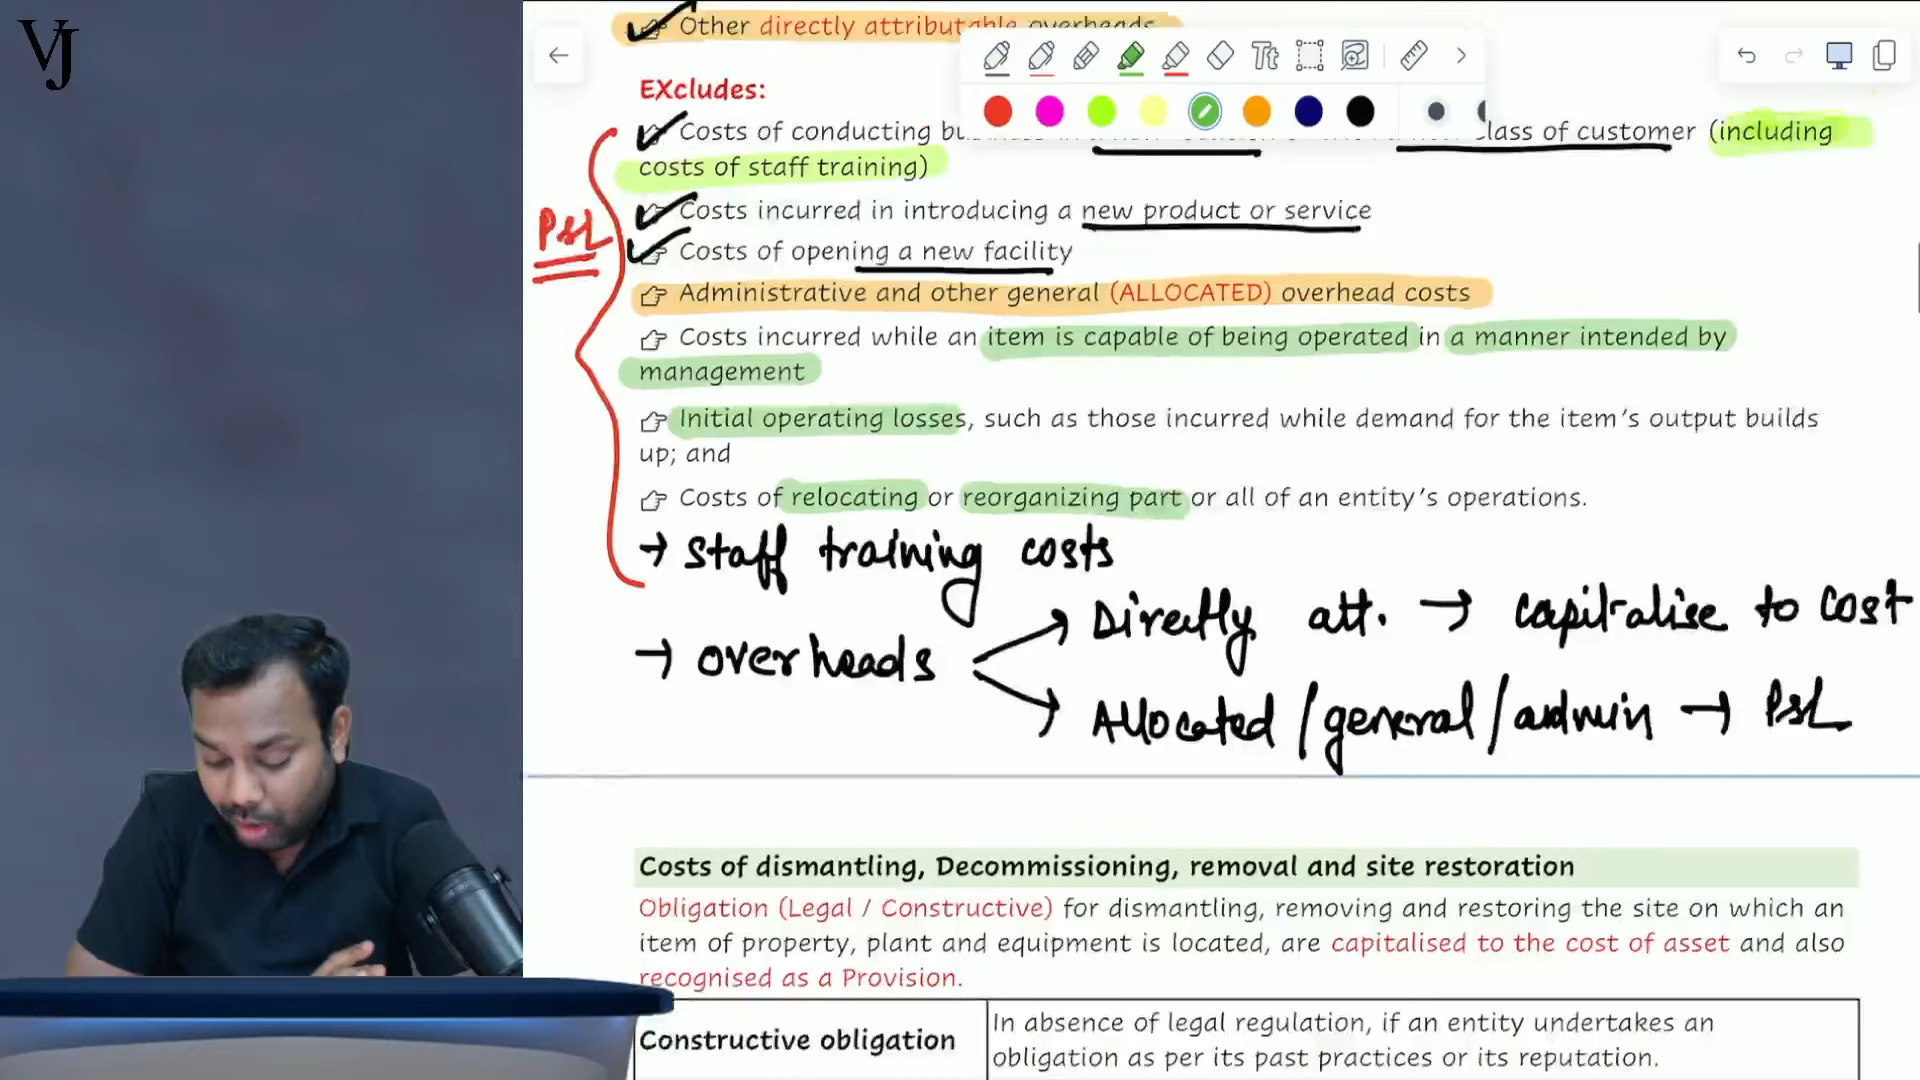 VJ
Other directly attributable overheads
EXcludes:
Costs of conducting class of customer (including
costs of staff training)
Costs incurred in introducing a new product or service
P&L
Costs of opening a new facility
Administrative and other general (ALLOCATED) overhead costs
Costs incurred while an item is capable of being operated in a manner intended by
management
Initial operating losses, such as those incurred while demand for the item's output builds
up; and
Costs of relocating or reorganizing part or all of an entity's operations.
→ staff training costs
→ Directly att. → capitalise to cost
→ overheads
→ Allocated/general/admin → P&L
Costs of dismantling, Decommissioning, removal and site restoration
Obligation (Legal / Constructive) for dismantling, removing and restoring the site on which an
item of property, plant and equipment is located, are capitalised to the cost of asset and also
recognised as a Provision.
Constructive obligation
In absence of legal regulation, if an entity undertakes an
obligation as per its past practices or its reputation.